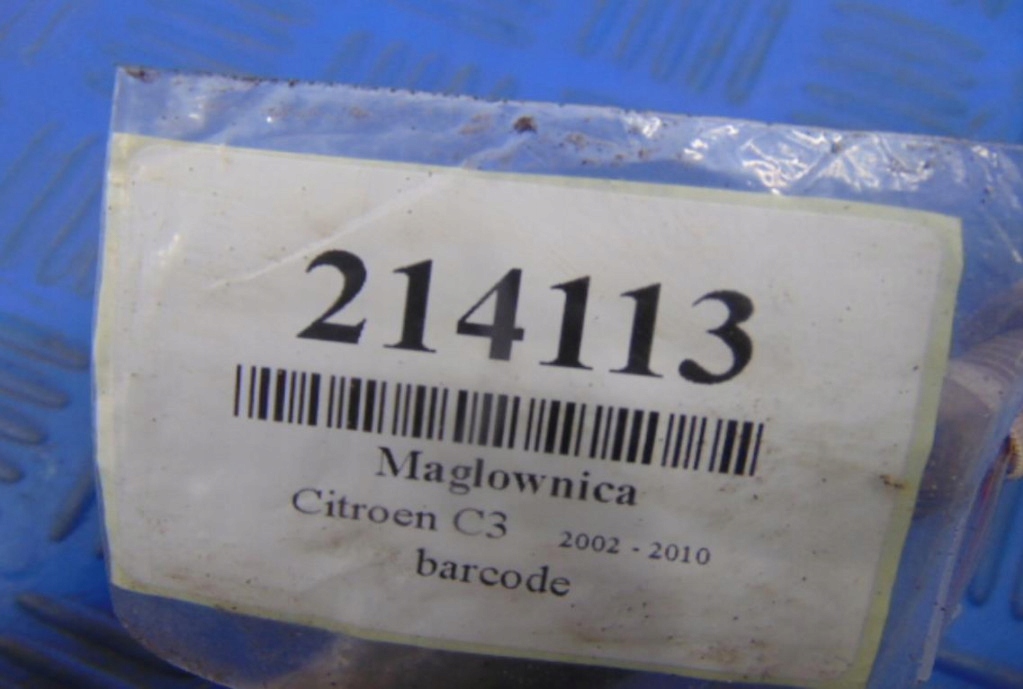 214113
Maglownica
Citroen C3 2002 - 2010
barcode